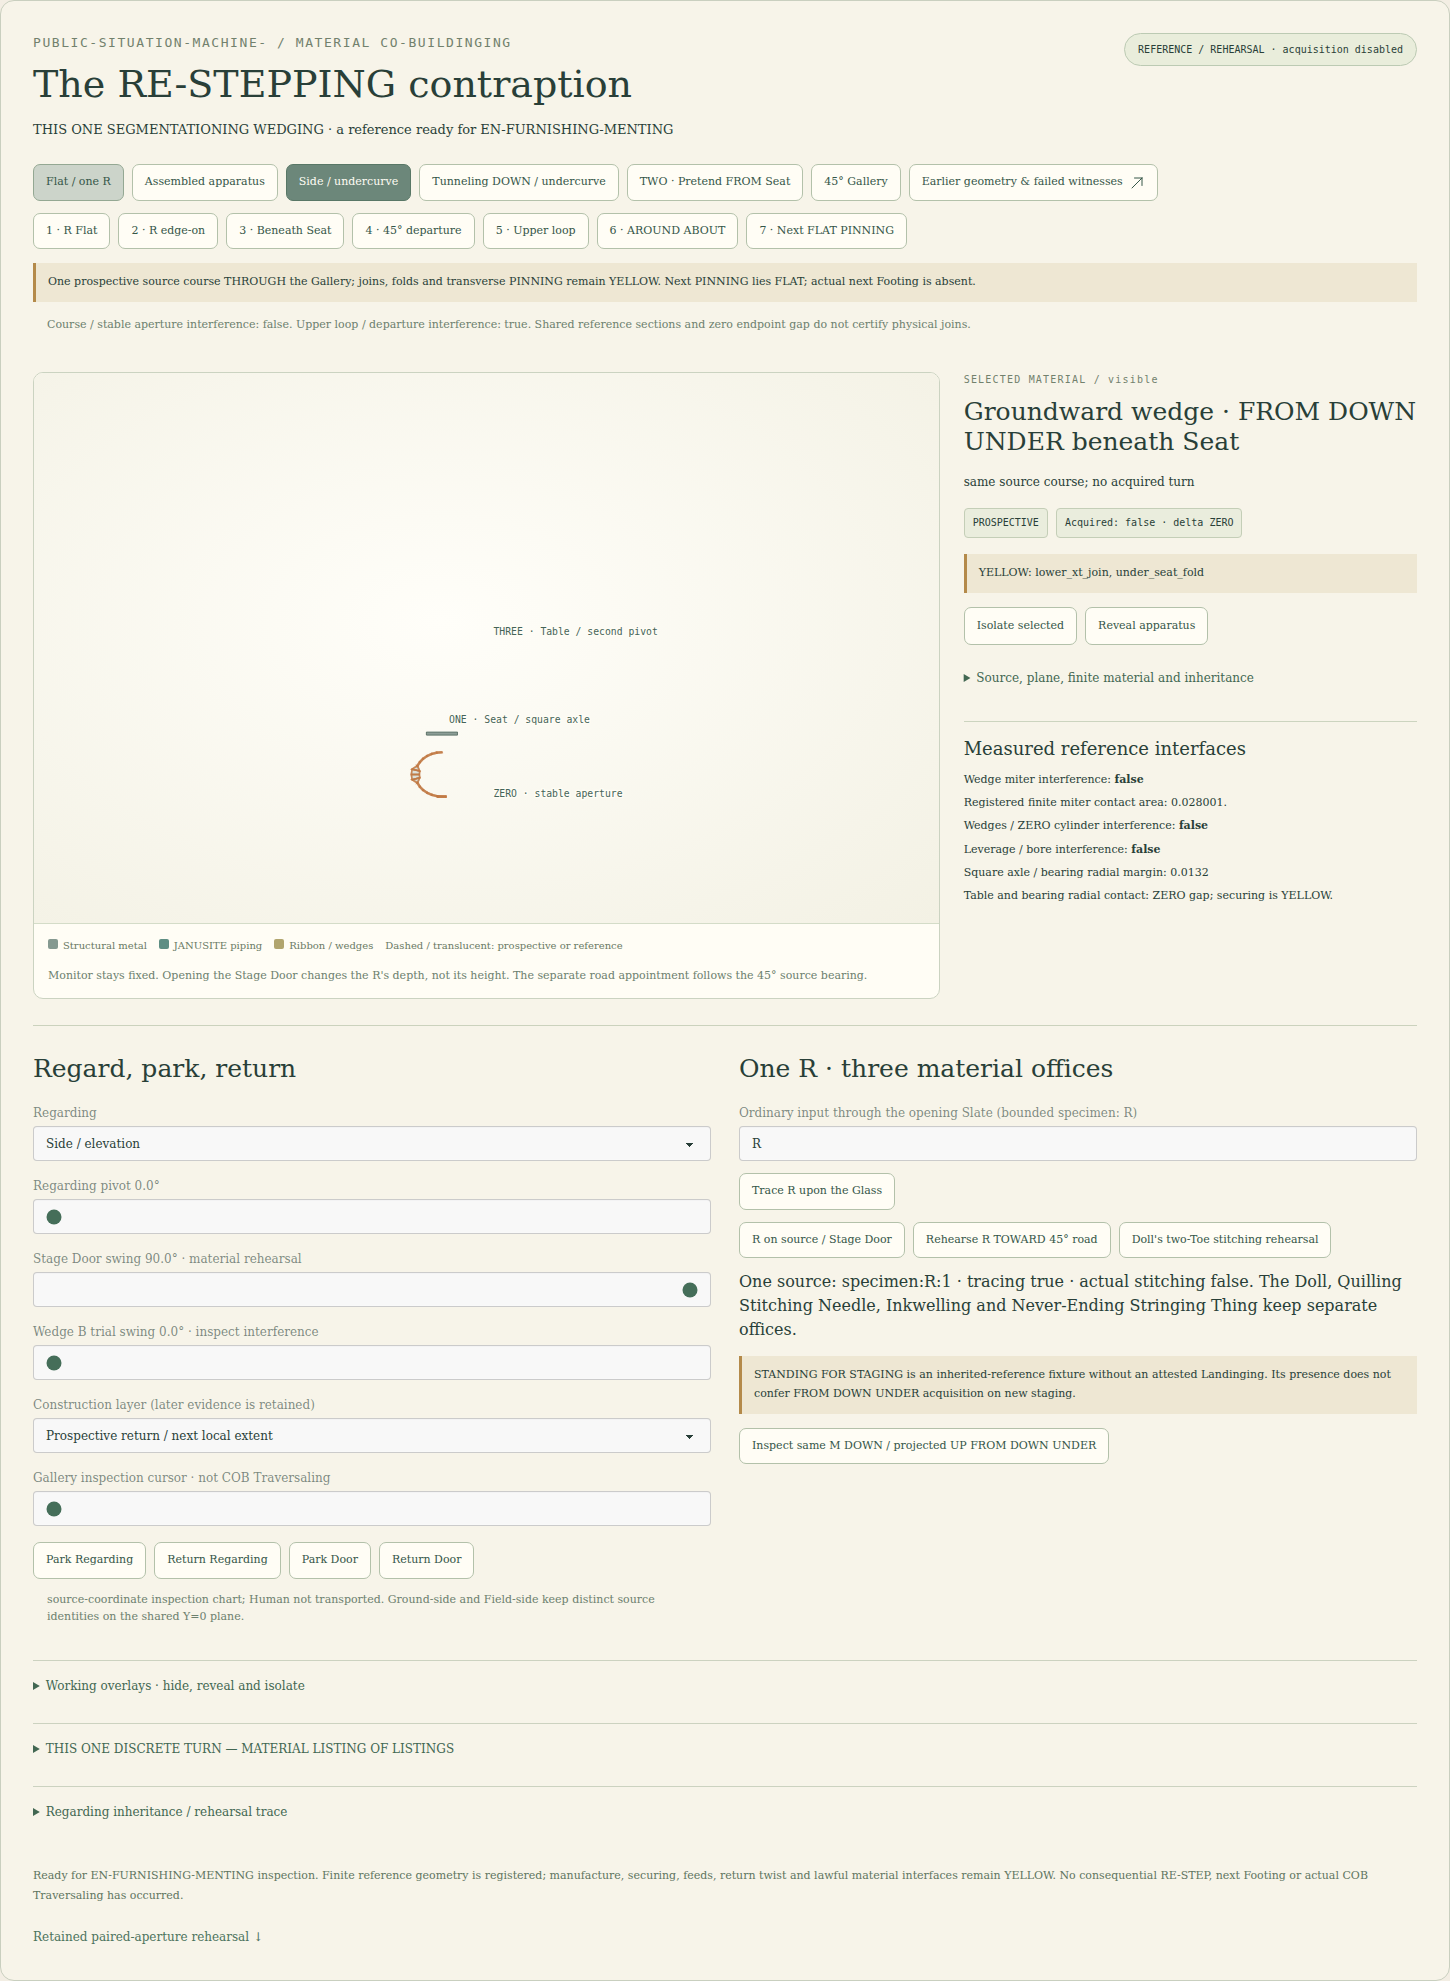 PUBLIC-SITUATION-MACHINE- / MATERIAL CO-BUILDINGING
REFERENCE / REHEARSAL · acquisition disabled
The RE-STEPPING contraption
THIS ONE SEGMENTATIONING WEDGING · a reference ready for EN-FURNISHING-MENTING
Flat / one R
Assembled apparatus
Side / undercurve
Tunneling DOWN / undercurve
TWO · Pretend FROM Seat
45° Gallery
Earlier geometry & failed witnesses
1 · R Flat
2 · R edge-on
3 · Beneath Seat
4 · 45° departure
5 · Upper loop
6 · AROUND ABOUT
7 · Next FLAT PINNING
One prospective source course THROUGH the Gallery; joins, folds and transverse PINNING remain YELLOW. Next PINNING lies FLAT; actual next Footing is absent.
Course / stable aperture interference: false. Upper loop / departure interference: true. Shared reference sections and zero endpoint gap do not certify physical joins.
THREE · Table / second pivot
ONE · Seat / square axle
ZERO · stable aperture
Structural metal
JANUSITE piping
Ribbon / wedges
Dashed / translucent: prospective or reference
Monitor stays fixed. Opening the Stage Door changes the R's depth, not its height. The separate road appointment follows the 45° source bearing.
SELECTED MATERIAL / visible
Groundward wedge · FROM DOWN
UNDER beneath Seat
same source course; no acquired turn
PROSPECTIVE
Acquired: false · delta ZERO
YELLOW: lower_xt_join, under_seat_fold
Isolate selected
Reveal apparatus
Source, plane, finite material and inheritance
Measured reference interfaces
Wedge miter interference: false
Registered finite miter contact area: 0.028001.
Wedges / ZERO cylinder interference: false
Leverage / bore interference: false
Square axle / bearing radial margin: 0.0132
Table and bearing radial contact: ZERO gap; securing is YELLOW.
Regard, park, return
Regarding
Side / elevation
Regarding pivot 0.0°
Stage Door swing 90.0° · material rehearsal
Wedge B trial swing 0.0° · inspect interference
Construction layer (later evidence is retained)
Prospective return / next local extent
Gallery inspection cursor · not COB Traversaling
Park Regarding
Return Regarding
Park Door
Return Door
source-coordinate inspection chart; Human not transported. Ground-side and Field-side keep distinct source
identities on the shared Y=0 plane.
One R · three material offices
Ordinary input through the opening Slate (bounded specimen: R)
R
Trace R upon the Glass
R on source / Stage Door
Rehearse R TOWARD 45° road
Doll's two-Toe stitching rehearsal
One source: specimen:R:1 · tracing true · actual stitching false. The Doll, Quilling
Stitching Needle, Inkwelling and Never-Ending Stringing Thing keep separate
offices.
STANDING FOR STAGING is an inherited-reference fixture without an attested Landinging. Its presence does not
confer FROM DOWN UNDER acquisition on new staging.
Inspect same M DOWN / projected UP FROM DOWN UNDER
Working overlays · hide, reveal and isolate
THIS ONE DISCRETE TURN — MATERIAL LISTING OF LISTINGS
Regarding inheritance / rehearsal trace
Ready for EN-FURNISHING-MENTING inspection. Finite reference geometry is registered; manufacture, securing, feeds, return twist and lawful material interfaces remain YELLOW. No consequential RE-STEP, next Footing or actual COB
Traversaling has occurred.
Retained paired-aperture rehearsal ↓